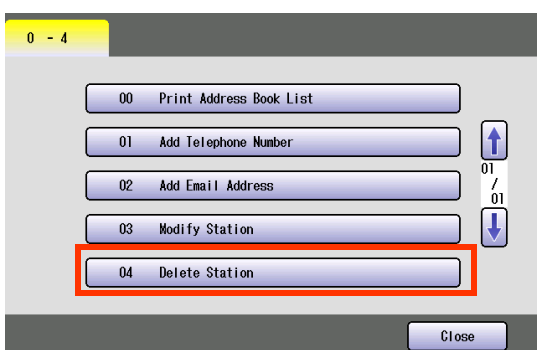 0 - 4
00 Print Address Book List
01 Add Telephone Number
02 Add Email Address
01
/
01
03 Modify Station
04 Delete Station
Close